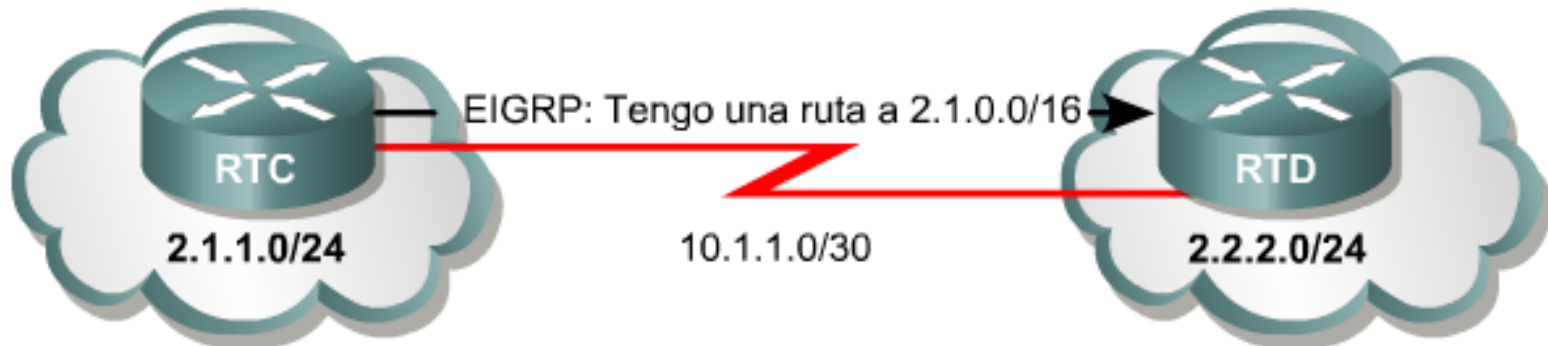 EIGRP: Tengo una ruta a 2.1.0.0/16
RTC
RTD
2.1.1.0/24
10.1.1.0/30
2.2.2.0/24